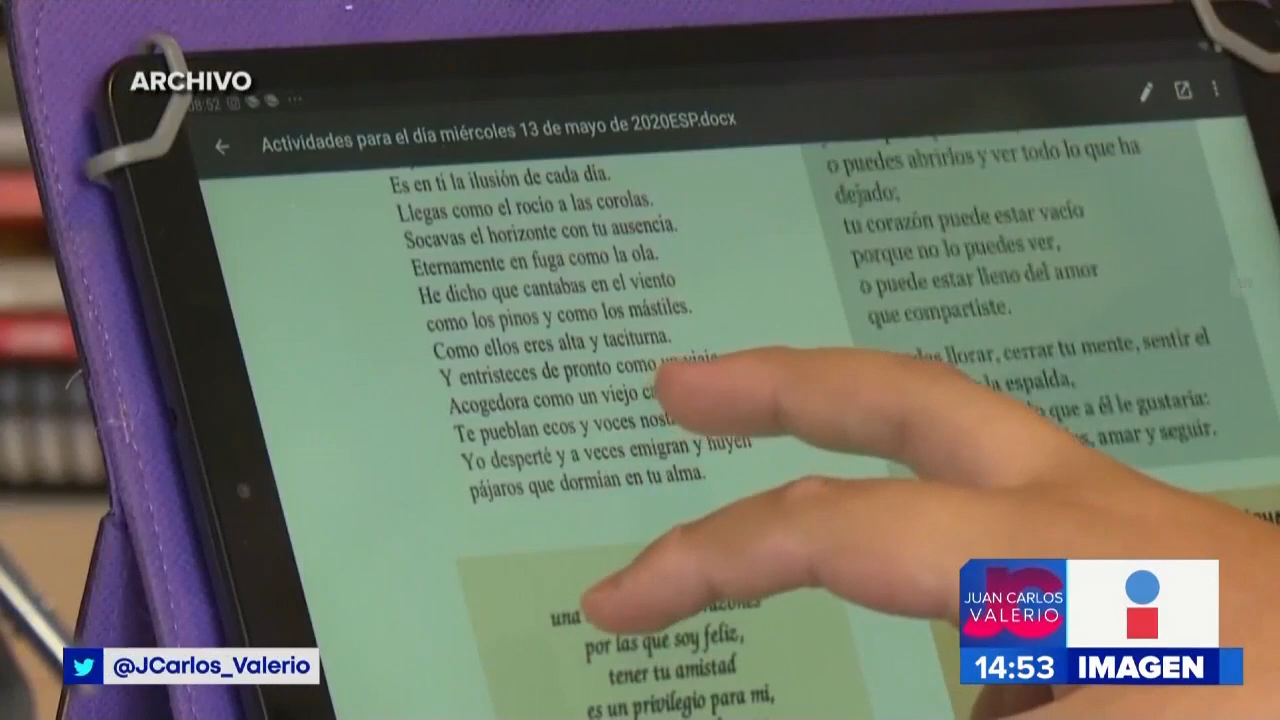 ARCHIVO
08:52
Actividades para el día miércoles 13 de mayo de 2020ESP.docx
Es en ti la ilusión de cada día.
Llegas como el rocío a las corolas.
Socavas el horizonte con tu ausencia.
Eternamente en fuga como la ola.
He dicho que cantabas en el viento
como los pinos y como los mástiles.
Como ellos eres alta y taciturna.
Y entristeces de pronto como un viaje
Acogedora como un viejo
Te pueblan ecos y voces
Yo desperté y a veces emigran y huyen
pájaros que dormían en tu alma.
o puedes abrirlos y ver todo lo que ha
dejado;
tu corazón puede estar vacío
porque no lo puedes ver,
o puede estar lleno del amor
que compartiste.
llorar, cerrar tu mente, sentir el
la espalda,
que a él le gustaría:
amar y seguir.
una
por las que soy feliz,
tener tu amistad
es un privilegio para mi,
JUAN CARLOS
VALERIO
14:53 IMAGEN
@JCarlos_Valerio